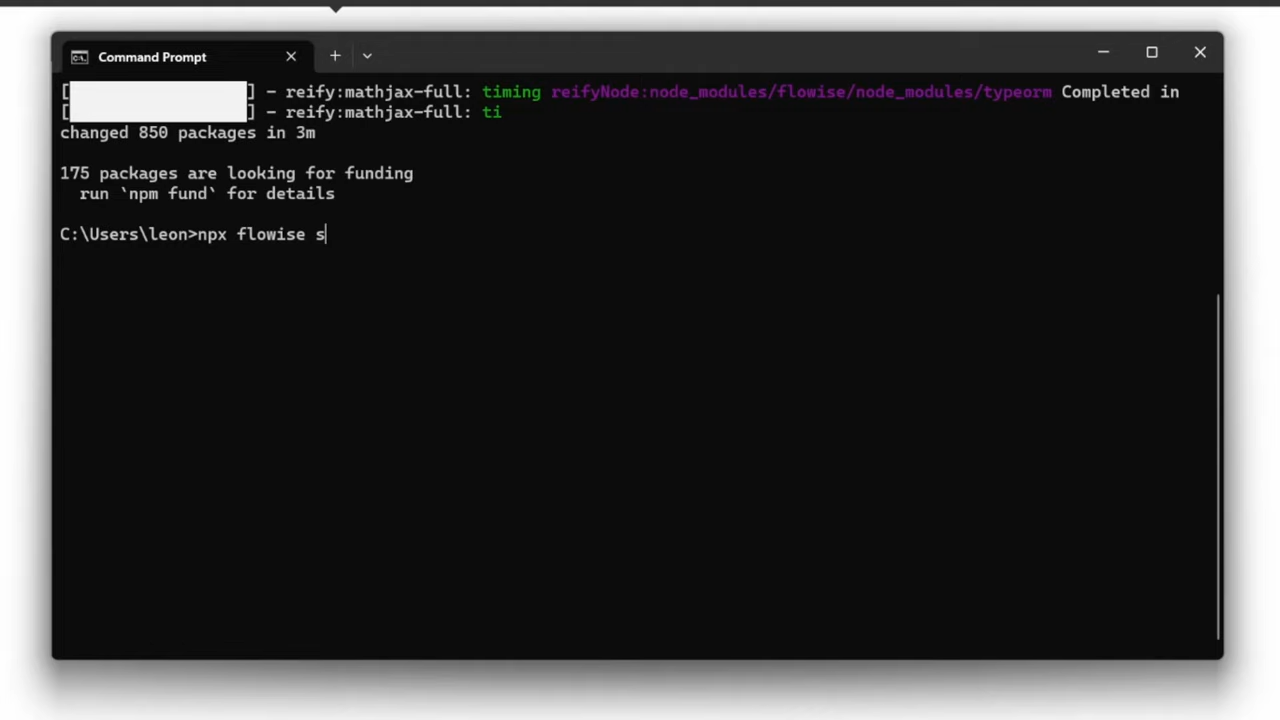 Command Prompt
[ ] - reify:mathjax-full: timing reifyNode:node_modules/flowise/node_modules/typeorm Completed in
[ ] - reify:mathjax-full: ti
changed 850 packages in 3m
175 packages are looking for funding
run `npm fund` for details
C:\Users\leon>npx flowise s